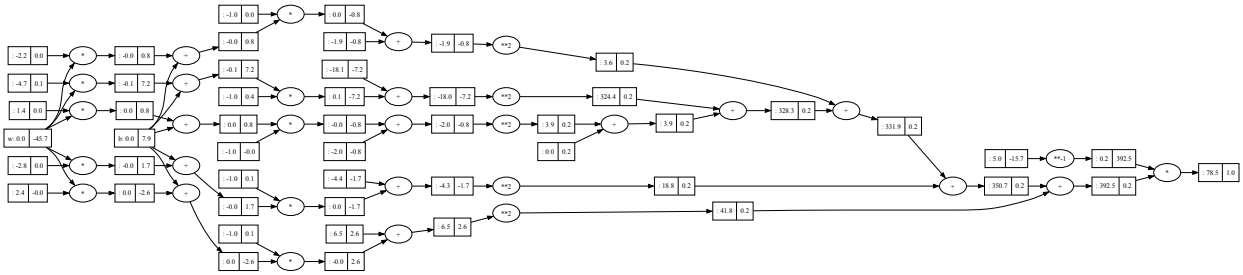 : -1.0 0.0
*
: 0.0 -0.8
: -0.0 0.8
: -1.9 -0.8
+
: -1.9 -0.8
**2
: -2.2 0.0
*
: -0.0 0.8
+
: 3.6 0.2
: -4.7 0.1
*
: -0.1 7.2
+
: -0.1 7.2
: -18.1 -7.2
: -1.0 0.4
*
: 0.1 -7.2
+
: -18.0 -7.2
**2
: 324.4 0.2
+
: 328.3 0.2
+
: 1.4 0.0
*
: 0.0 0.8
+
: 0.0 0.8
: -0.0 -0.8
+
: -2.0 -0.8
**2
: 3.9 0.2
+
: 3.9 0.2
: 331.9 0.2
w: 0.0 -45.7
b: 0.0 7.9
: -1.0 -0.0
*
: -2.0 -0.8
: 0.0 0.2
: -2.8 0.0
*
: -0.0 1.7
+
: 5.0 -15.7
**-1
: 0.2 392.5
*
: 78.5 1.0
: -1.0 0.1
: -4.4 -1.7
+
: -4.3 -1.7
**2
: 18.8 0.2
+
: 350.7 0.2
+
: 392.5 0.2
: 2.4 -0.0
*
: 0.0 -2.6
+
: -0.0 1.7
*
: 0.0 -1.7
: 41.8 0.2
: -1.0 0.1
: 6.5 2.6
+
: 6.5 2.6
**2
: 0.0 -2.6
*
: -0.0 2.6